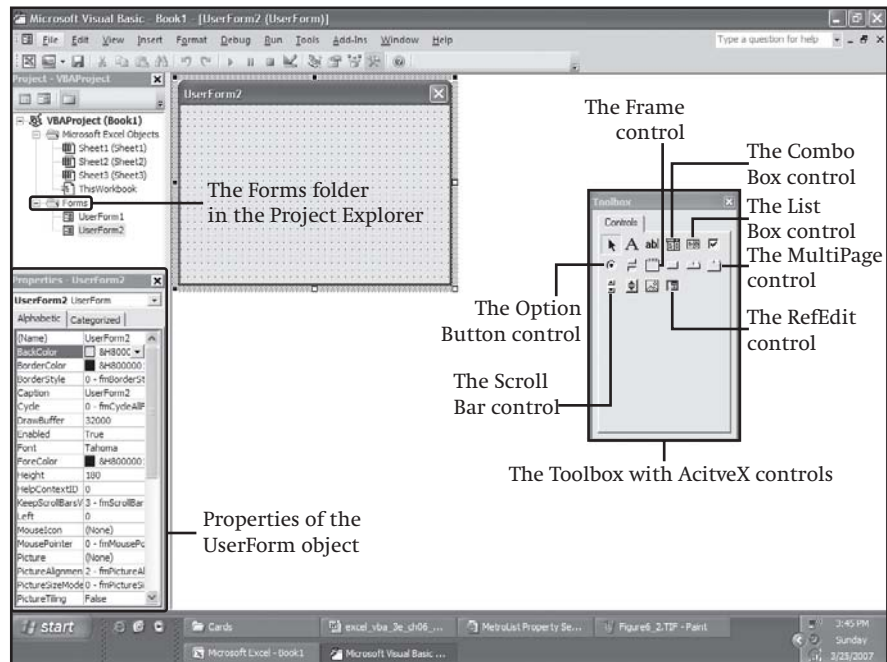 Microsoft Visual Basic - Book1 - [UserForm2 (UserForm)]
File Edit View Insert Format Debug Run Tools Add-Ins Window Help
Type a question for help
Project - VBAProject
VBAProject (Book1)
Microsoft Excel Objects
Sheet1 (Sheet1)
Sheet2 (Sheet2)
Sheet3 (Sheet3)
ThisWorkbook
Forms
UserForm1
UserForm2
UserForm2
The Forms folder
in the Project Explorer
The Frame
control
The Combo
Box control
The List
Box control
The MultiPage
control
The RefEdit
control
The Option
Button control
The Scroll
Bar control
Toolbox
Controls
A abl
The Toolbox with AcitveX controls
Properties - UserForm2
UserForm2 UserForm
Alphabetic Categorized
(Name) UserForm2
BackColor &H800C
BorderColor &H800000
BorderStyle 0 - fmBorderSt
Caption UserForm2
Cycle 0 - fmCycleAllF
DrawBuffer 32000
Enabled True
Font Tahoma
ForeColor &H800000
Height 180
HelpContextID 0
KeepScrollBarsV 3 - fmScrollBar
Left 0
MouseIcon (None)
MousePointer 0 - fmMousePo
Picture (None)
PictureAlignmen 2 - fmPictureAl
PictureSizeMode 0 - fmPictureSi
PictureTiling False
Properties of the
UserForm object
start
Cards
excel_vba_3e_ch06_...
MetroList Property Se...
Figure6_2.TIF - Paint
3:45 PM
Microsoft Excel - Book1
Microsoft Visual Basic ...
Sunday
3/25/2007